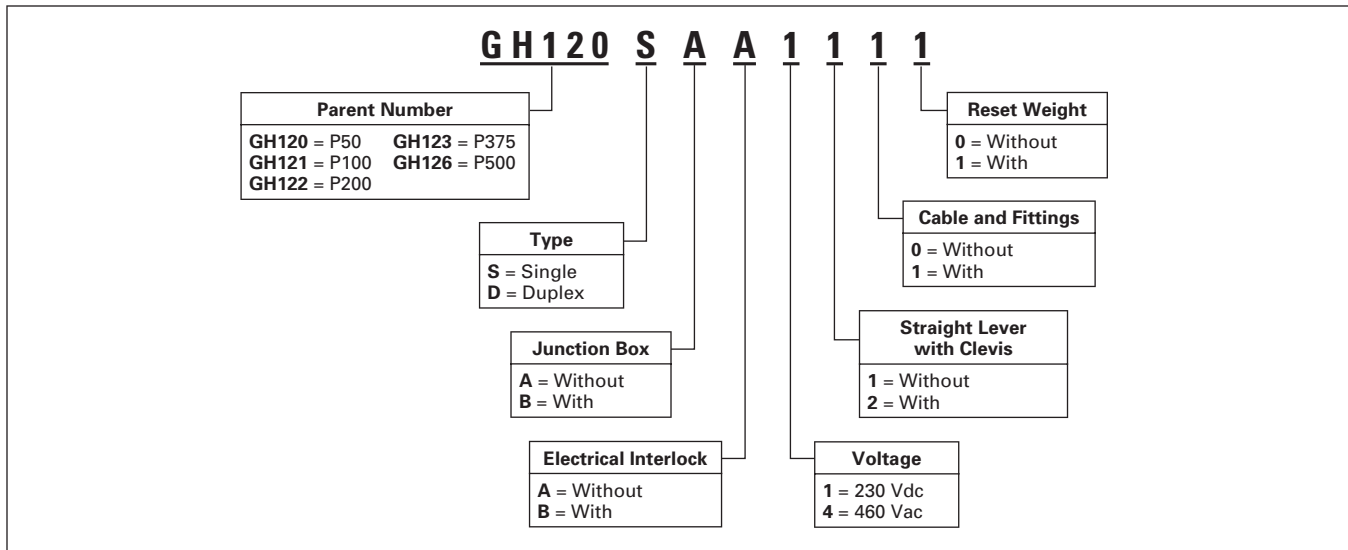 GH120 S A A 1 1 1 1
Parent Number
GH120 = P50 GH123 = P375
GH121 = P100 GH126 = P500
GH122 = P200
Reset Weight
0 = Without
1 = With
Cable and Fittings
0 = Without
1 = With
Type
S = Single
D = Duplex
Straight Lever
with Clevis
1 = Without
2 = With
Junction Box
A = Without
B = With
Electrical Interlock
A = Without
B = With
Voltage
1 = 230 Vdc
4 = 460 Vac